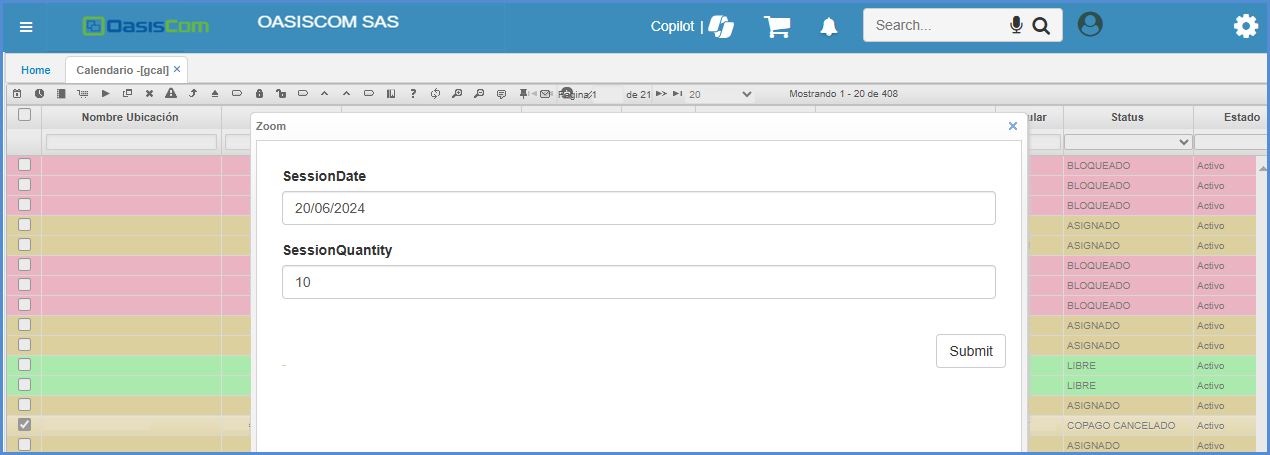 OasisCom
OASISCOM SAS
Copilot |
Search...
Home
Calendario -[gcal] ×
Página 1 de 21
20
Mostrando 1 - 20 de 408
Nombre Ubicación
ular
Status
Estado
Zoom ×
SessionDate
20/06/2024
SessionQuantity
10
Submit
BLOQUEADO Activo
BLOQUEADO Activo
BLOQUEADO Activo
ASIGNADO Activo
ASIGNADO Activo
BLOQUEADO Activo
BLOQUEADO Activo
BLOQUEADO Activo
ASIGNADO Activo
ASIGNADO Activo
LIBRE Activo
LIBRE Activo
ASIGNADO Activo
COPAGO CANCELADO Activo
ASIGNADO Activo